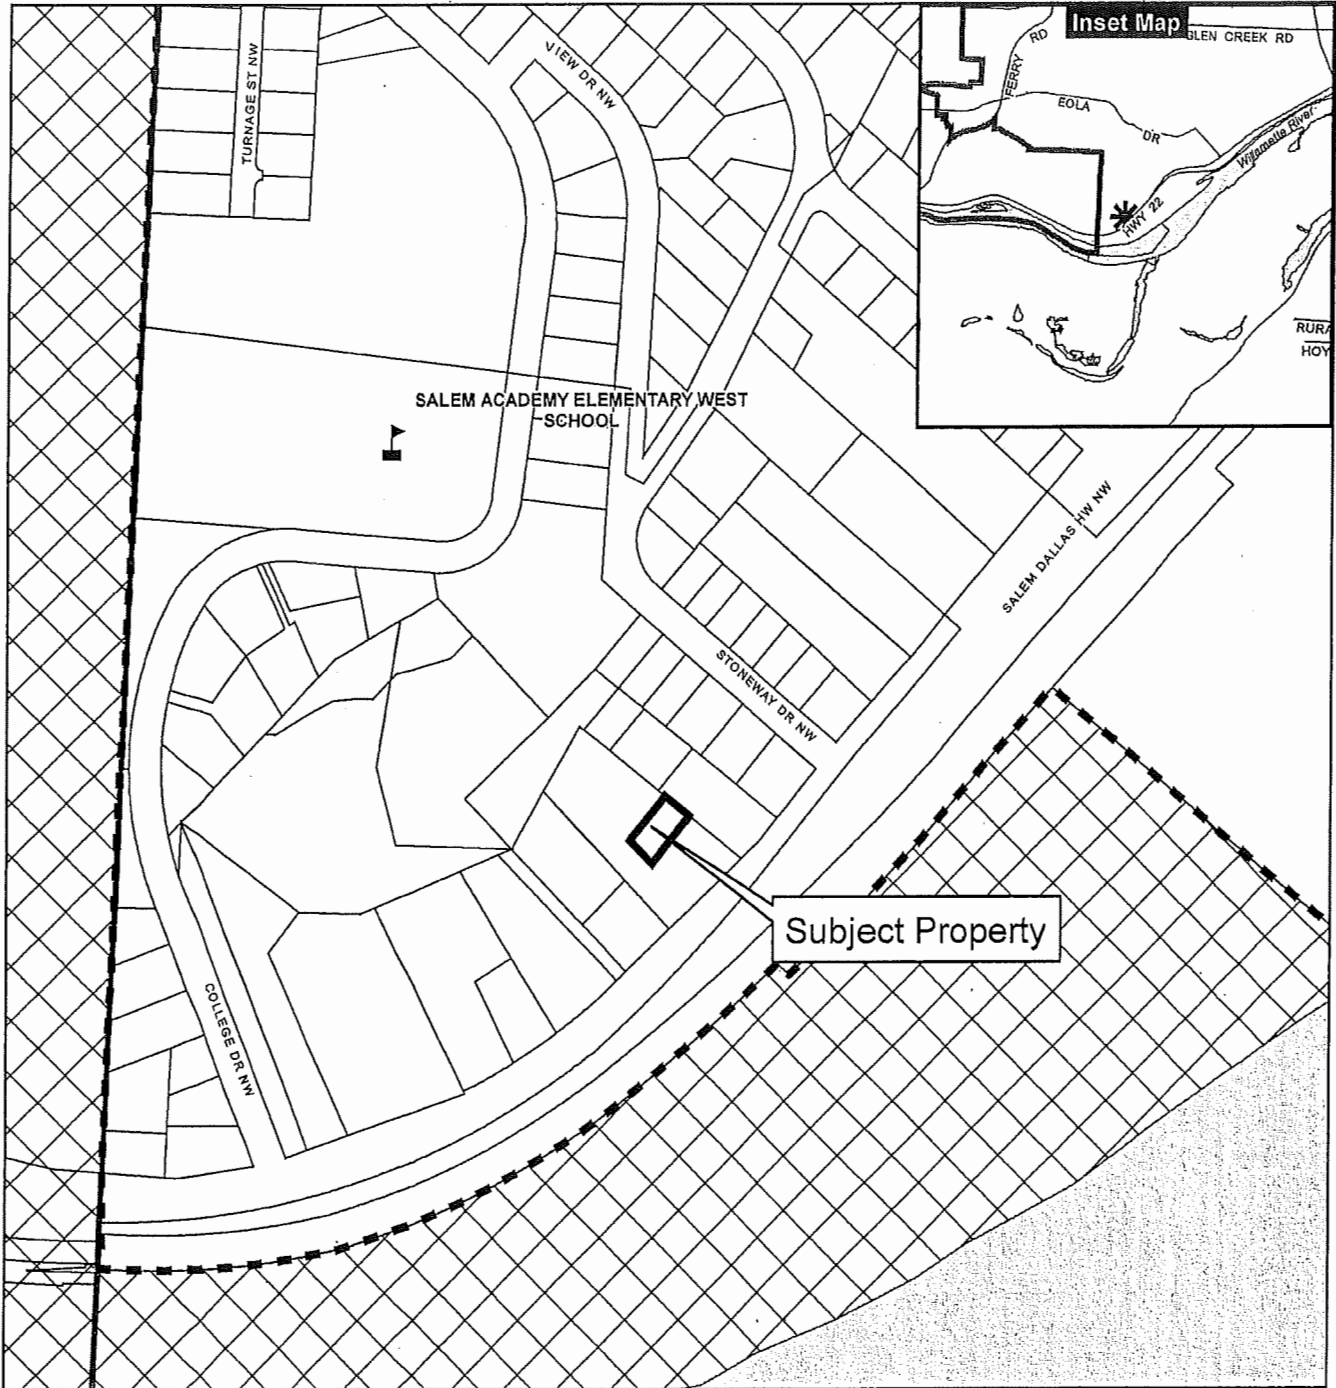 Inset Map
GLEN CREEK RD
FERRY RD
EOLA DR
Willamette River
HWY 22
RURA
HOY
VIEW DR NW
TURNAGE ST NW
SALEM ACADEMY ELEMENTARY WEST
SCHOOL
SALEM DALLAS HW NW
STONEWAY DR NW
Subject Property
COLLEGE DR NW